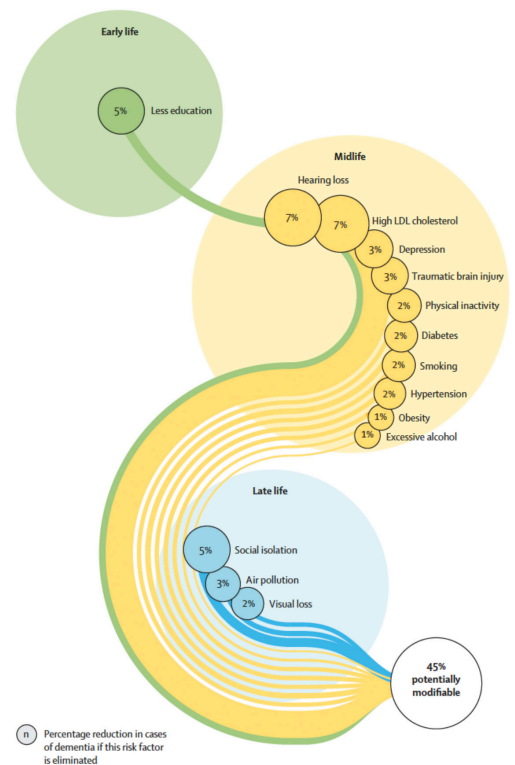 Early life
5%
Less education
Midlife
Hearing loss
7%
7%
High LDL cholesterol
3%
Depression
3%
Traumatic brain injury
2%
Physical inactivity
2%
Diabetes
2%
Smoking
2%
Hypertension
1%
Obesity
1%
Excessive alcohol
Late life
5%
Social isolation
3%
Air pollution
2%
Visual loss
45%
potentially
modifiable
n
Percentage reduction in cases
of dementia if this risk factor
is eliminated